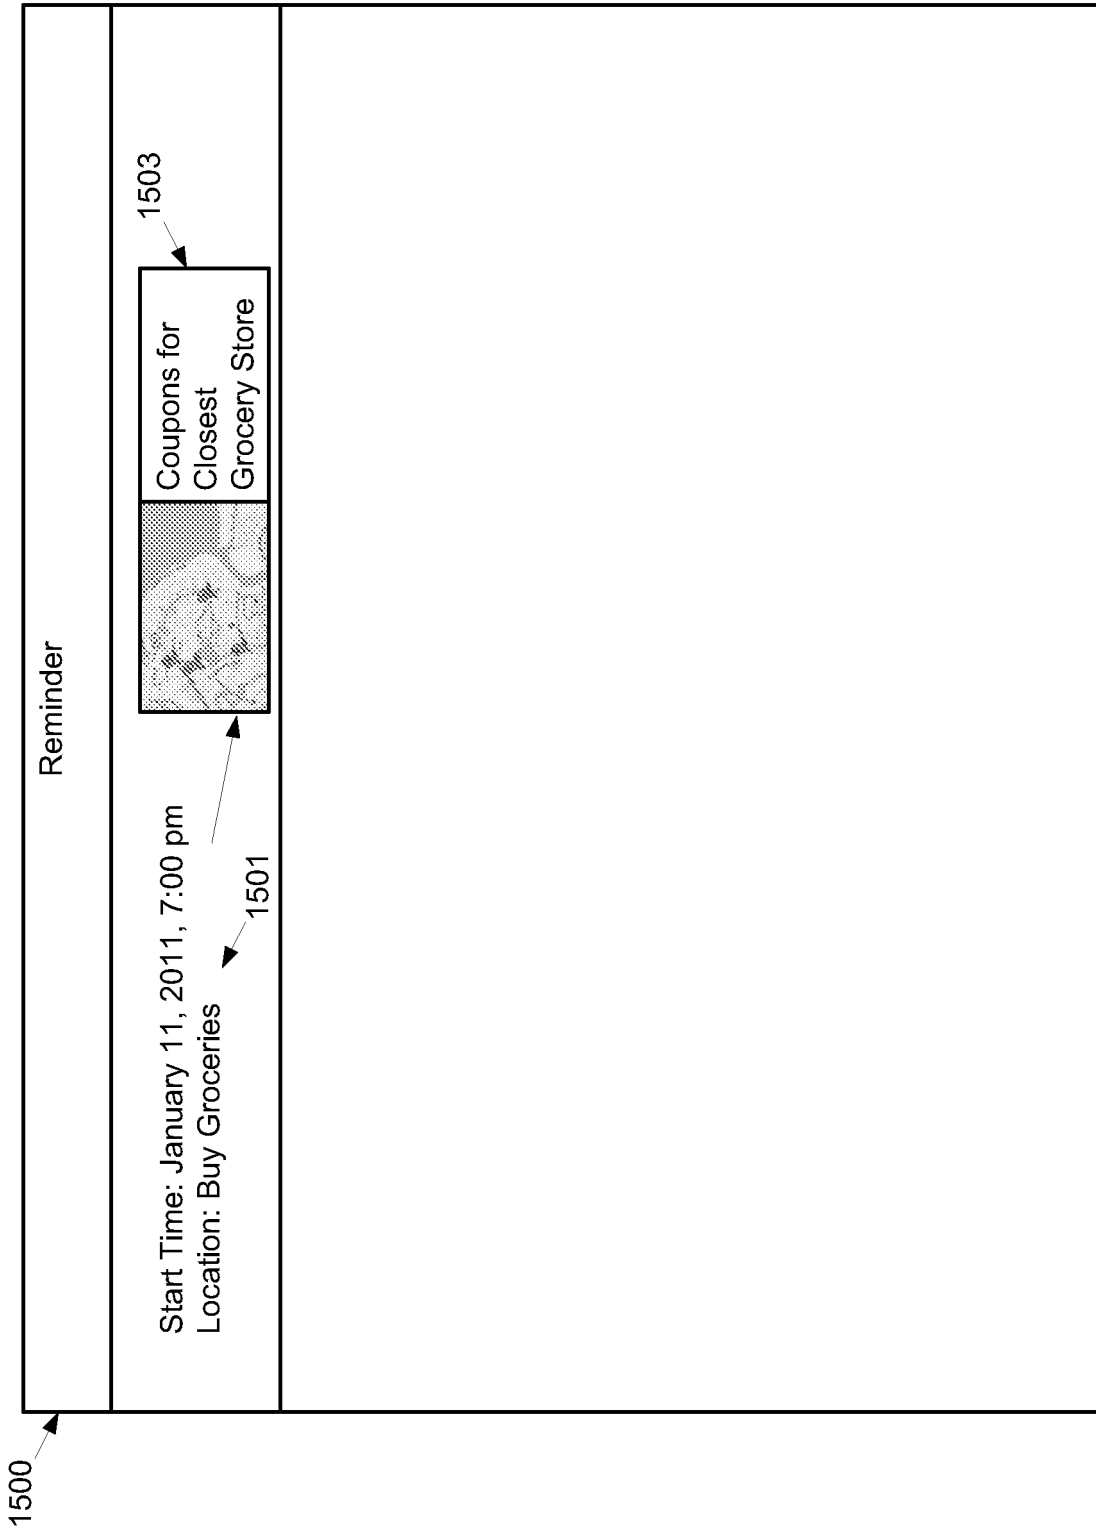 1500
Reminder
Start Time: January 11, 2011, 7:00 pm
Location: Buy Groceries
1501
Coupons for
Closest
Grocery Store
1503